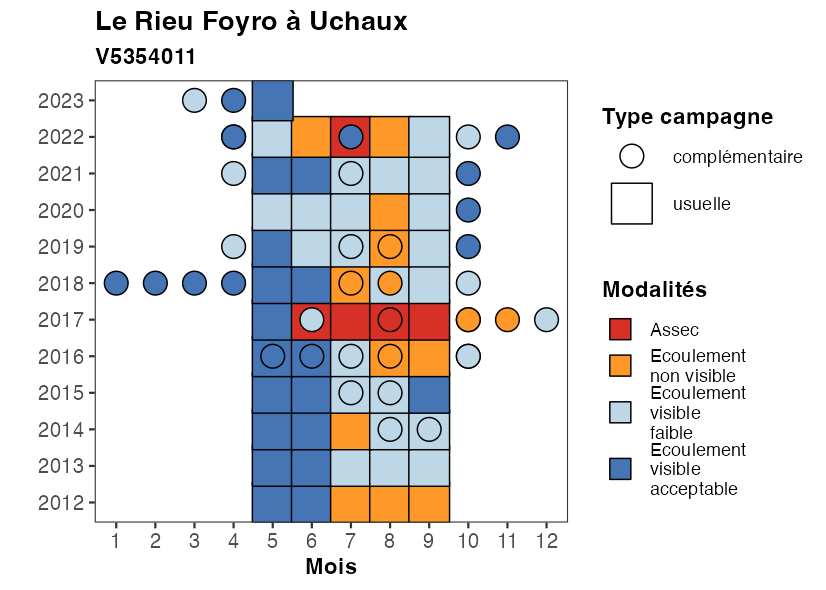 Le Rieu Foyro à Uchaux
V5354011
2023
2022
2021
2020
2019
2018
2017
2016
2015
2014
2013
2012
1 2 3 4 5 6 7 8 9 10 11 12
Mois
Type campagne
complémentaire
usuelle
Modalités
Assec
Ecoulement
non visible
Ecoulement
visible
faible
Ecoulement
visible
acceptable